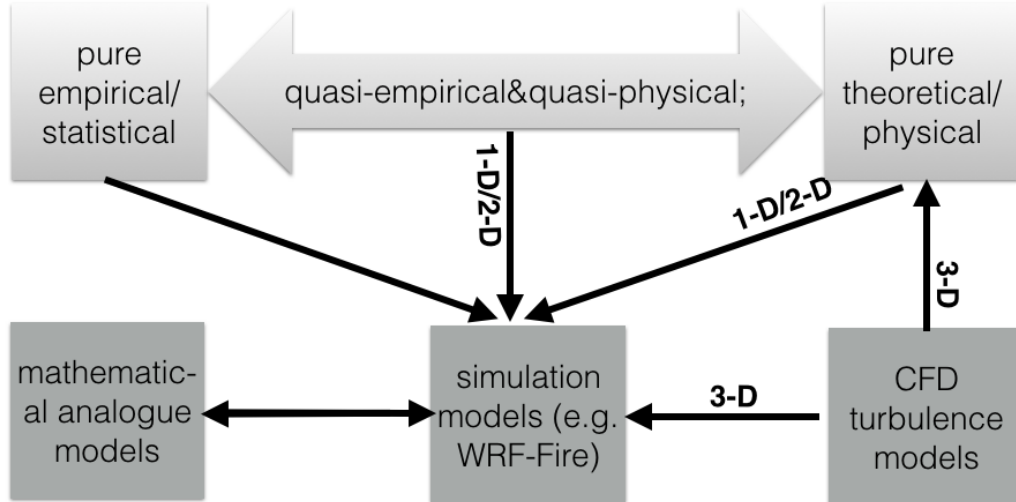 pure
empirical/
statistical
quasi-empirical&quasi-physical;
pure
theoretical/
physical
1-D/2-D
1-D/2-D
3-D
mathematic-
al analogue
models
simulation
models (e.g.
WRF-Fire)
3-D
CFD
turbulence
models